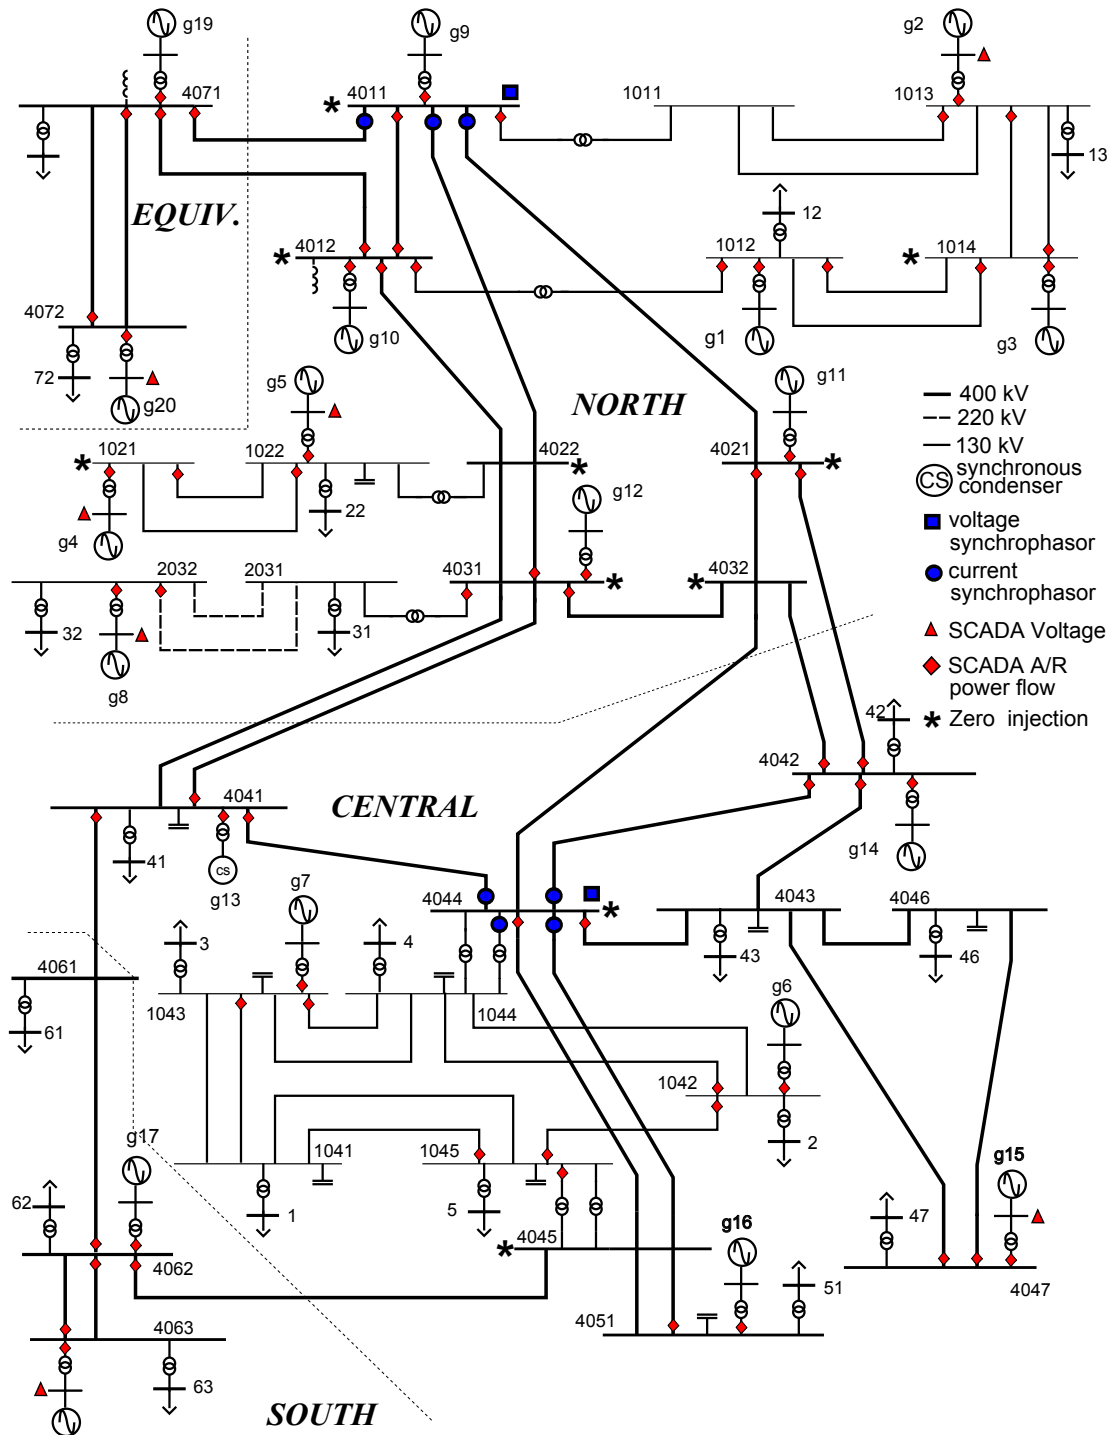 g19
g9
g2
4071
4011
1011
1013
*
13
EQUIV.
12
4012
1012
1014
*
*
4072
g10
g1
g3
72
g20
g5
NORTH
g11
400 kV
220 kV
130 kV
CS
synchronous
condenser
voltage
synchrophasor
current
synchrophasor
SCADA Voltage
SCADA A/R
power flow
* Zero injection
1021
1022
4022
4021
*
*
*
g12
22
g4
2032
2031
4031
4032
*
*
32
31
g8
42
4042
4041
CENTRAL
41
g14
CS
g13
g7
4044
4043
4046
*
3
4
43
46
4061
1043
1044
g6
61
1042
g17
1041
1045
2
g15
62
1
5
4045
47
*
g16
4062
51
4047
4063
4051
63
SOUTH